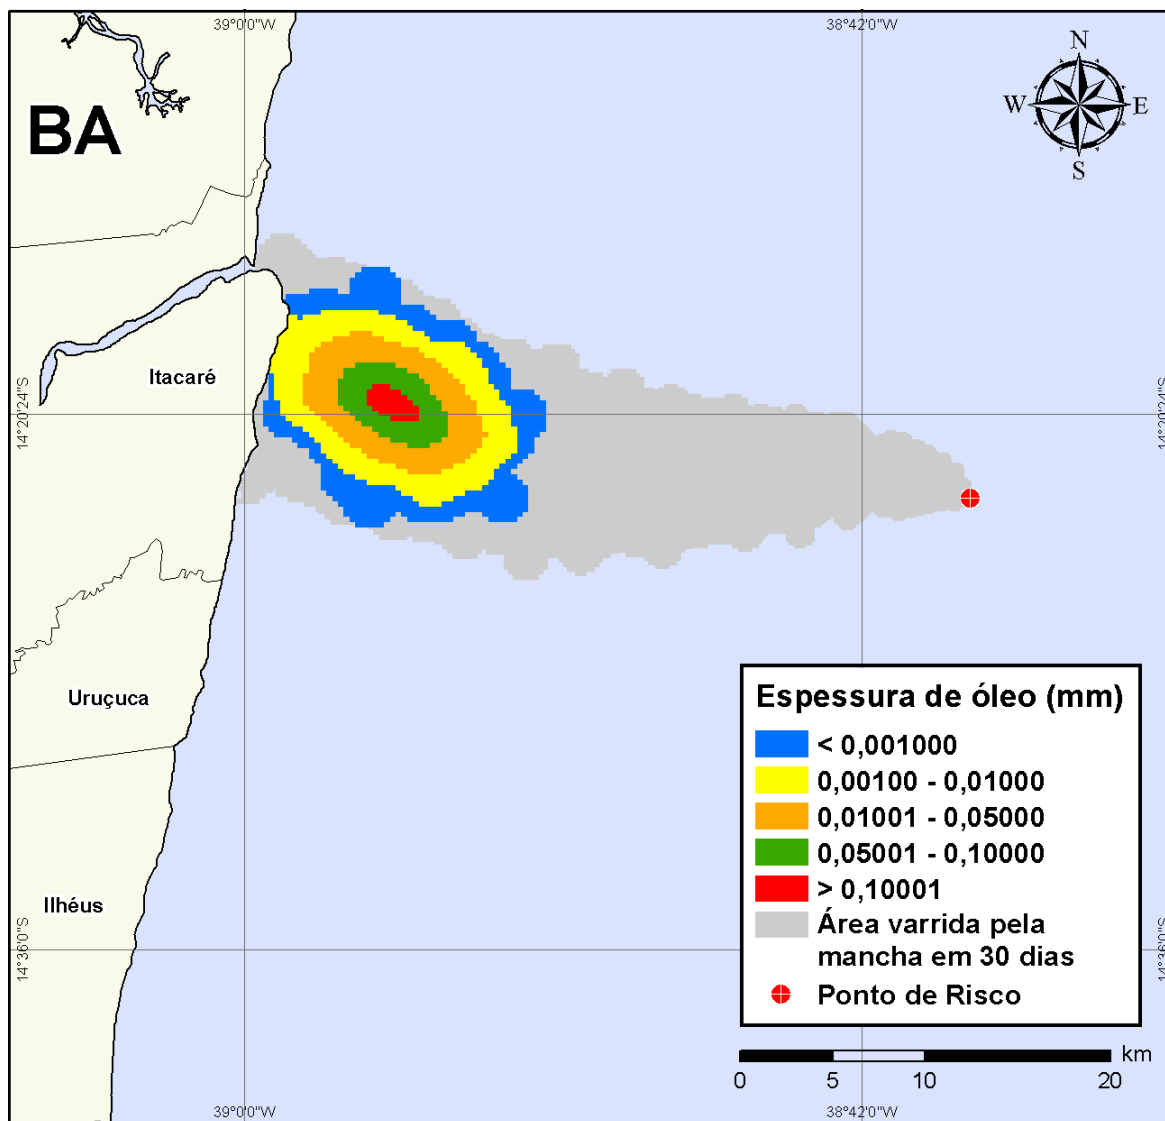 39°0'0"W
38°42'0"W
N
W
E
S
BA
Itacaré
14°20'24"S
14°20'24"S
Uruçuca
Espessura de óleo (mm)
< 0,001000
0,00100 - 0,01000
0,01001 - 0,05000
0,05001 - 0,10000
> 0,10001
Ilhéus
Área varrida pela
mancha em 30 dias
14°36'0"S
14°36'0"S
Ponto de Risco
km
0
5
10
20
39°0'0"W
38°42'0"W